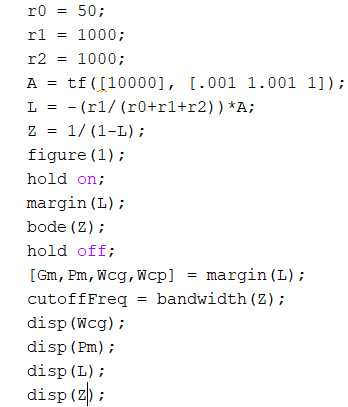 r0 = 50;
r1 = 1000;
r2 = 1000;
A = tf([10000], [.001 1.001 1]);
L = -(r1/(r0+r1+r2))*A;
Z = 1/(1-L);
figure(1);
hold on;
margin(L);
bode(Z);
hold off;
[Gm,Pm,Wcg,Wcp] = margin(L);
cutoffFreq = bandwidth(Z);
disp(Wcg);
disp(Pm);
disp(L);
disp(Z);